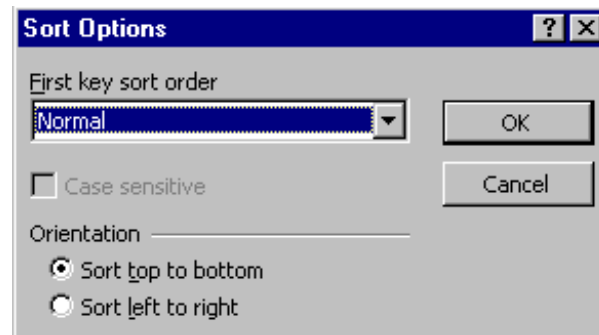 Sort Options
First key sort order
Normal
OK
Case sensitive
Cancel
Orientation
Sort top to bottom
Sort left to right